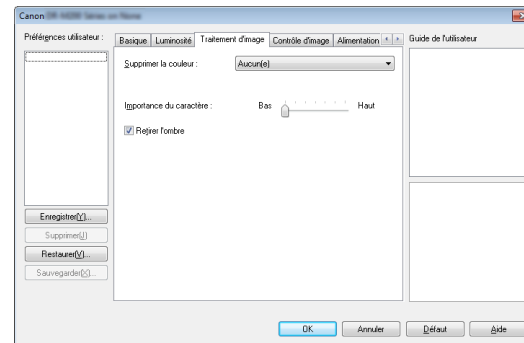 Canon
Préférences utilisateur :
Basique
Luminosité
Traitement d'image
Contrôle d'image
Alimentation
Guide de l'utilisateur
Supprimer la couleur :
Aucun(e)
Importance du caractère :
Bas
Haut
Retirer l'ombre
Enregistrer(Y)...
Supprimer(J)
Restaurer(V)...
Sauvegarder(X)...
OK
Annuler
Défaut
Aide